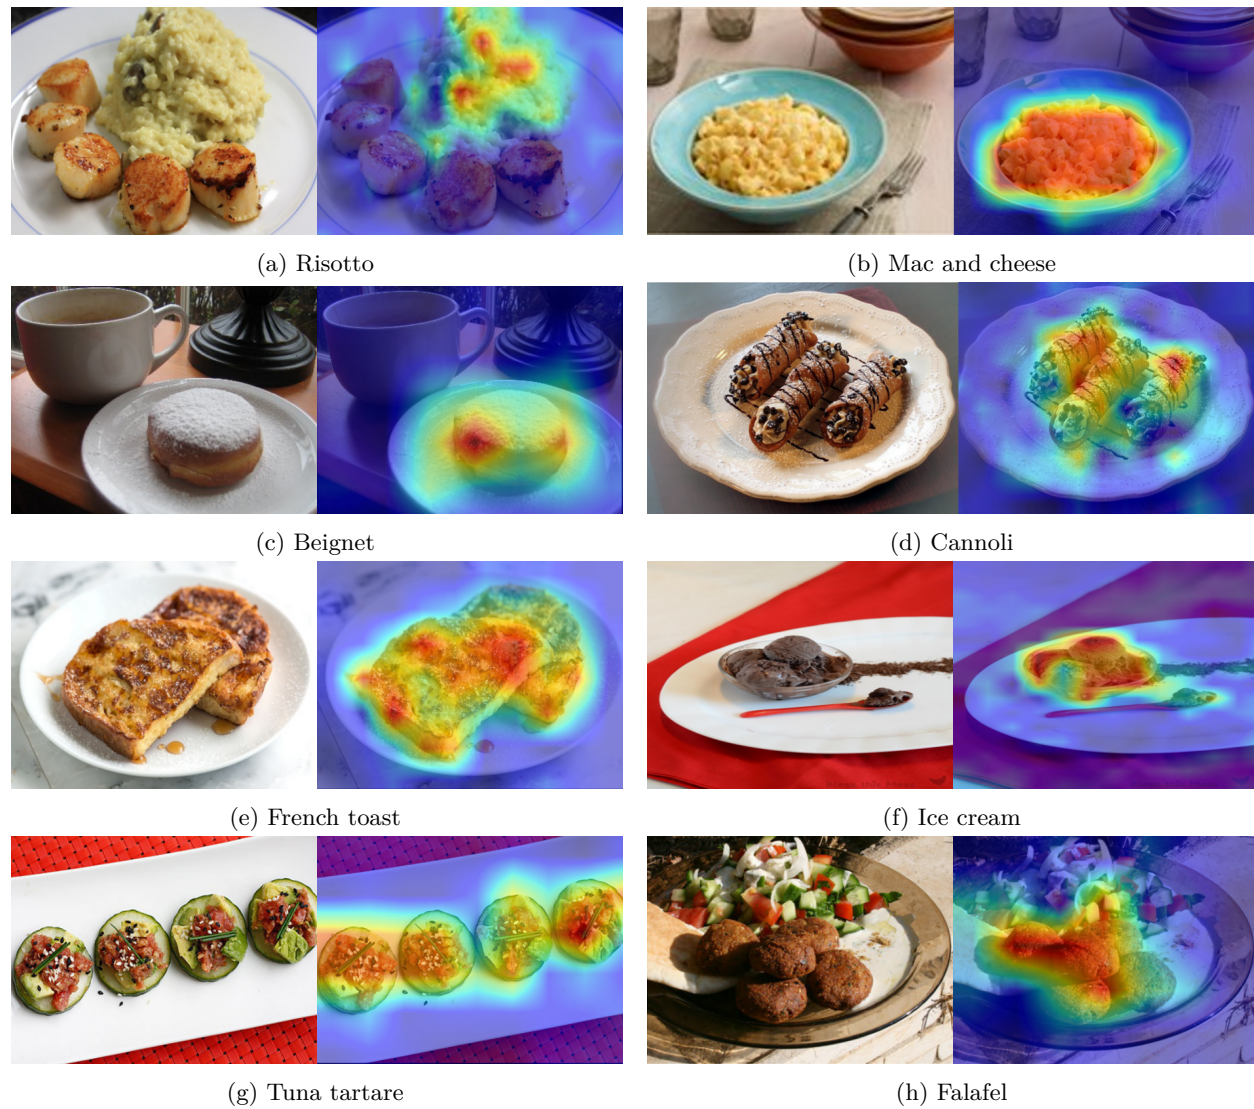 (a) Risotto
(b) Mac and cheese
(c) Beignet
(d) Cannoli
(e) French toast
(f) Ice cream
(g) Tuna tartare
(h) Falafel